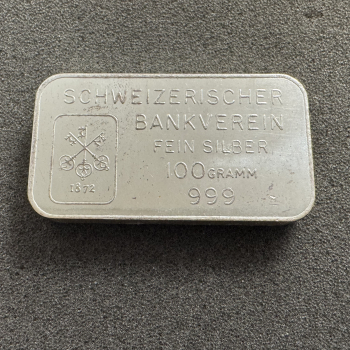 SCHWEIZERISCHER
BANKVEREIN
FEIN SILBER
100 GRAMM
999
1872